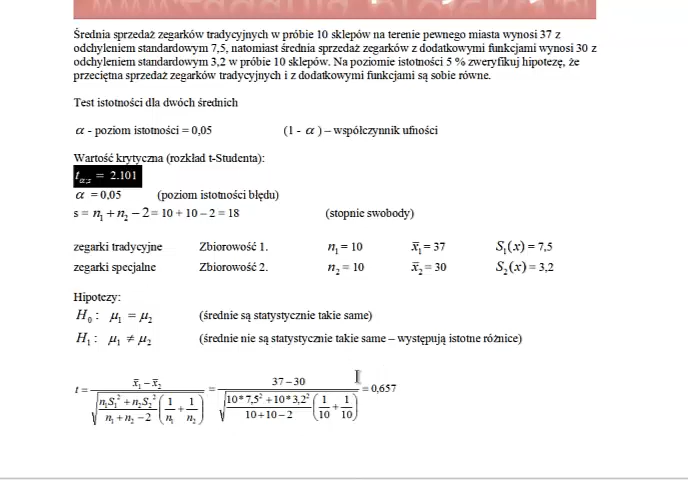 Średnia sprzedaż zegarków tradycyjnych w próbie 10 sklepów na terenie pewnego miasta wynosi 37 z
odchyleniem standardowym 7,5, natomiast średnia sprzedaż zegarków z dodatkowymi funkcjami wynosi 30 z
odchyleniem standardowym 3,2 w próbie 10 sklepów. Na poziomie istotności 5 % zweryfikuj hipotezę, że
przeciętna sprzedaż zegarków tradycyjnych i z dodatkowymi funkcjami są sobie równe.
Test istotności dla dwóch średnich
α - poziom istotności = 0,05 (1 - α ) – współczynnik ufności
Wartość krytyczna (rozkład t-Studenta):
t α;s = 2.101
α = 0,05 (poziom istotności błędu)
s = n₁ + n₂ − 2 = 10 + 10 – 2 = 18 (stopnie swobody)
zegarki tradycyjne Zbiorowość 1. n₁ = 10 x̄₁ = 37 S₁(x) = 7,5
zegarki specjalne Zbiorowość 2. n₂ = 10 x̄₂ = 30 S₂(x) = 3,2
Hipotezy:
H₀ : μ₁ = μ₂ (średnie są statystycznie takie same)
H₁ : μ₁ ≠ μ₂ (średnie nie są statystycznie takie same – występują istotne różnice)
t = (x̄₁ − x̄₂) / √( (n₁S₁² + n₂S₂²) / (n₁ + n₂ − 2) (1/n₁ + 1/n₂) ) = (37 − 30) / √( (10*7,5² + 10*3,2²) / (10+10−2) (1/10 + 1/10) ) = 0,657